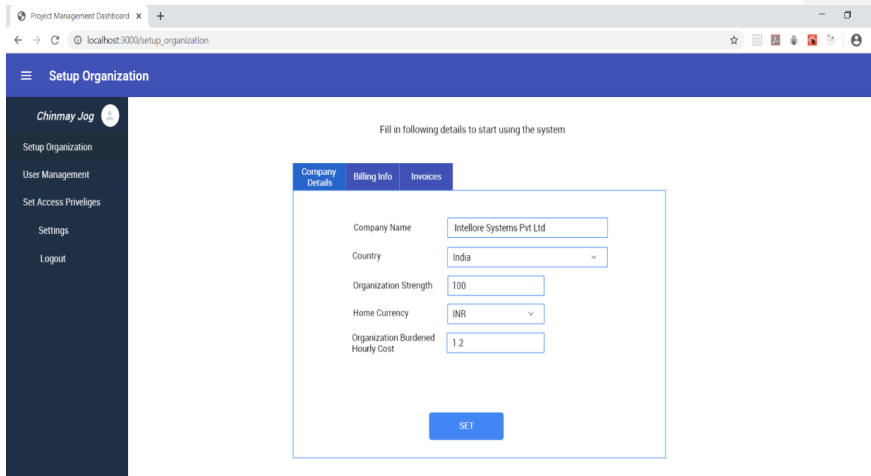 Project Management Dashboard
localhost:3000/setup_organization
Setup Organization
Chinmay Jog
Setup Organization
User Management
Set Access Priveliges
Settings
Logout
Fill in following details to start using the system
Company Details
Billing Info
Invoices
Company Name
Intellore Systems Pvt Ltd
Country
India
Organization Strength
100
Home Currency
INR
Organization Burdened
Hourly Cost
1.2
SET